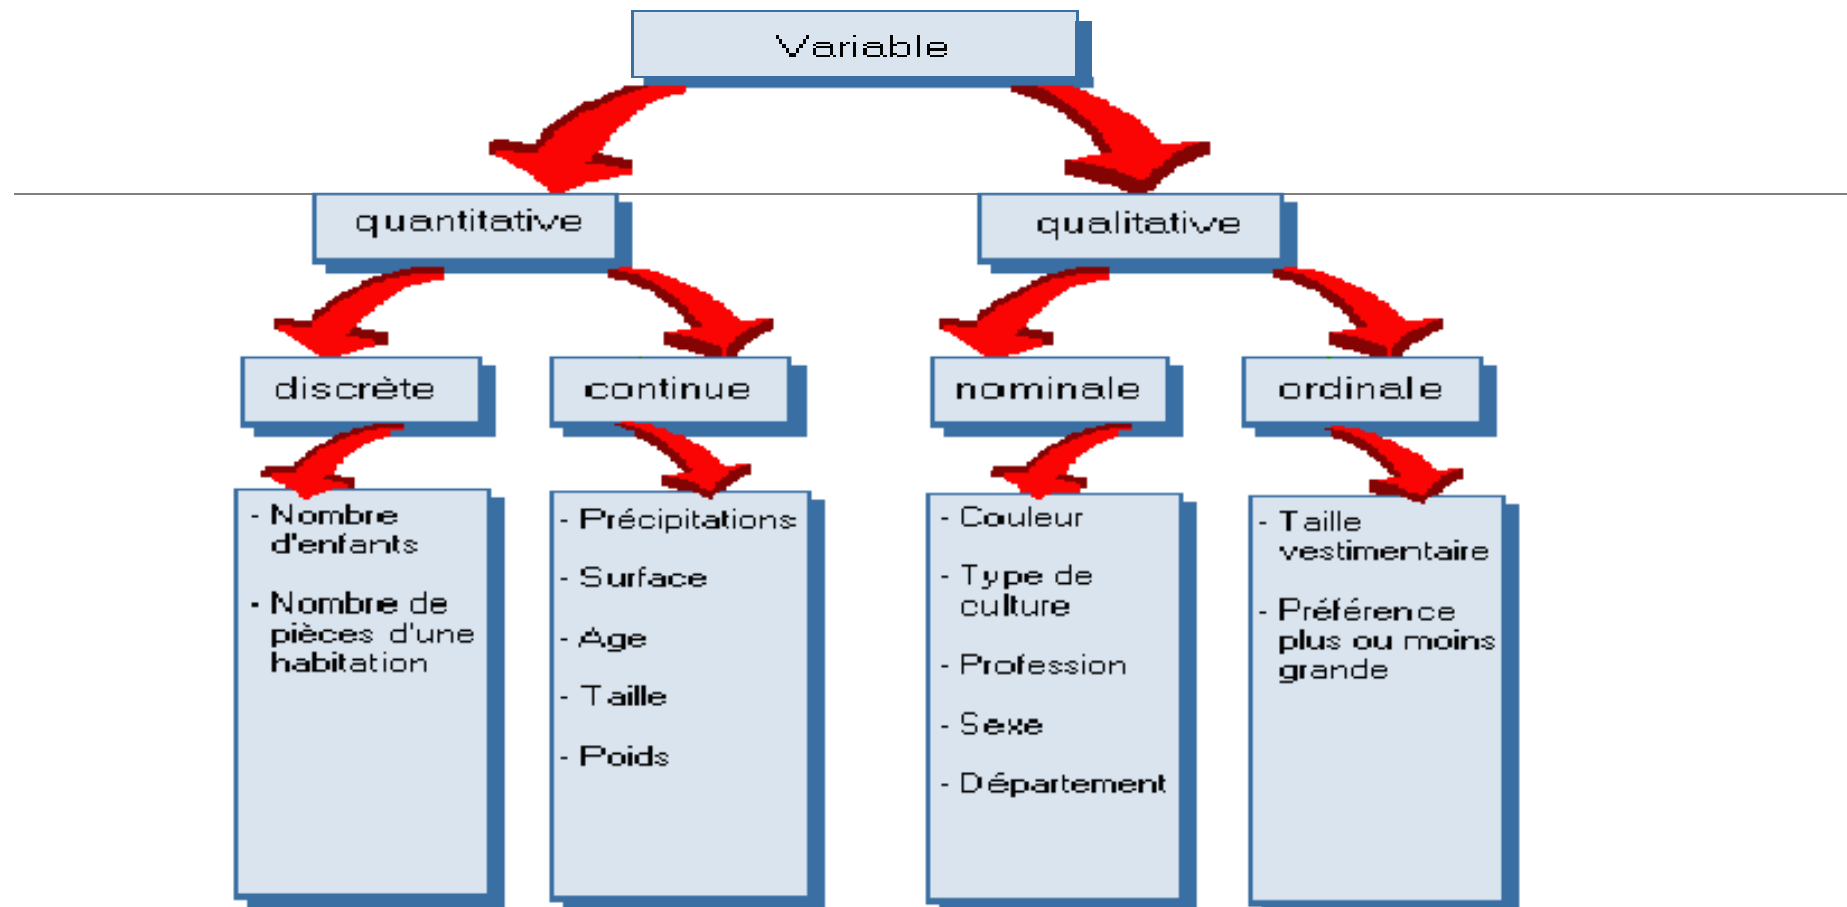 Variable
quantitative
qualitative
discrète
continue
nominale
ordinale
- Nombre
d'enfants
- Nombre de
pièces d'une
habitation
- Précipitations
- Surface
- Age
- Taille
- Poids
- Couleur
- Type de
culture
- Profession
- Sexe
- Département
- Taille
vestimentaire
- Préférence
plus ou moins
grande